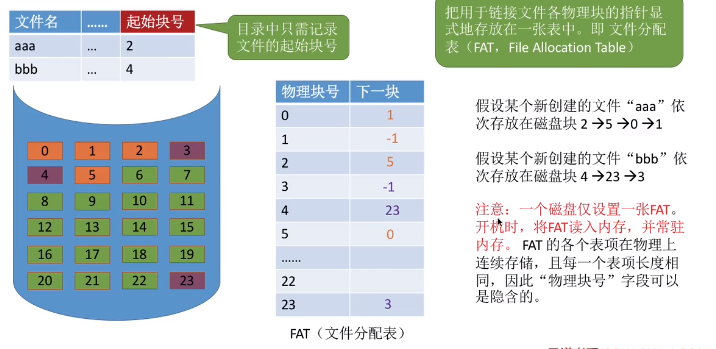 文件名 …… 起始块号
aaa … 2
bbb … 4
目录中只需记录
文件的起始块号
把用于链接文件各物理块的指针显
式地存放在一张表中。即 文件分配
表（FAT，File Allocation Table）
0 1 2 3
4 5 6 7
8 9 10 11
12 13 14 15
16 17 18 19
20 21 22 23
物理块号 下一块
0 1
1 -1
2 5
3 -1
4 23
5 0
……
22
23 3
FAT（文件分配表）
假设某个新创建的文件“aaa”依
次存放在磁盘块 2→5→0→1
假设某个新创建的文件“bbb”依
次存放在磁盘块 4→23→3
注意：一个磁盘仅设置一张FAT。
开机时，将FAT读入内存，并常驻
内存。 FAT 的各个表项在物理上
连续存储，且每一个表项长度相
同，因此“物理块号”字段可以
是隐含的。